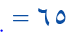 ٦٥ = .